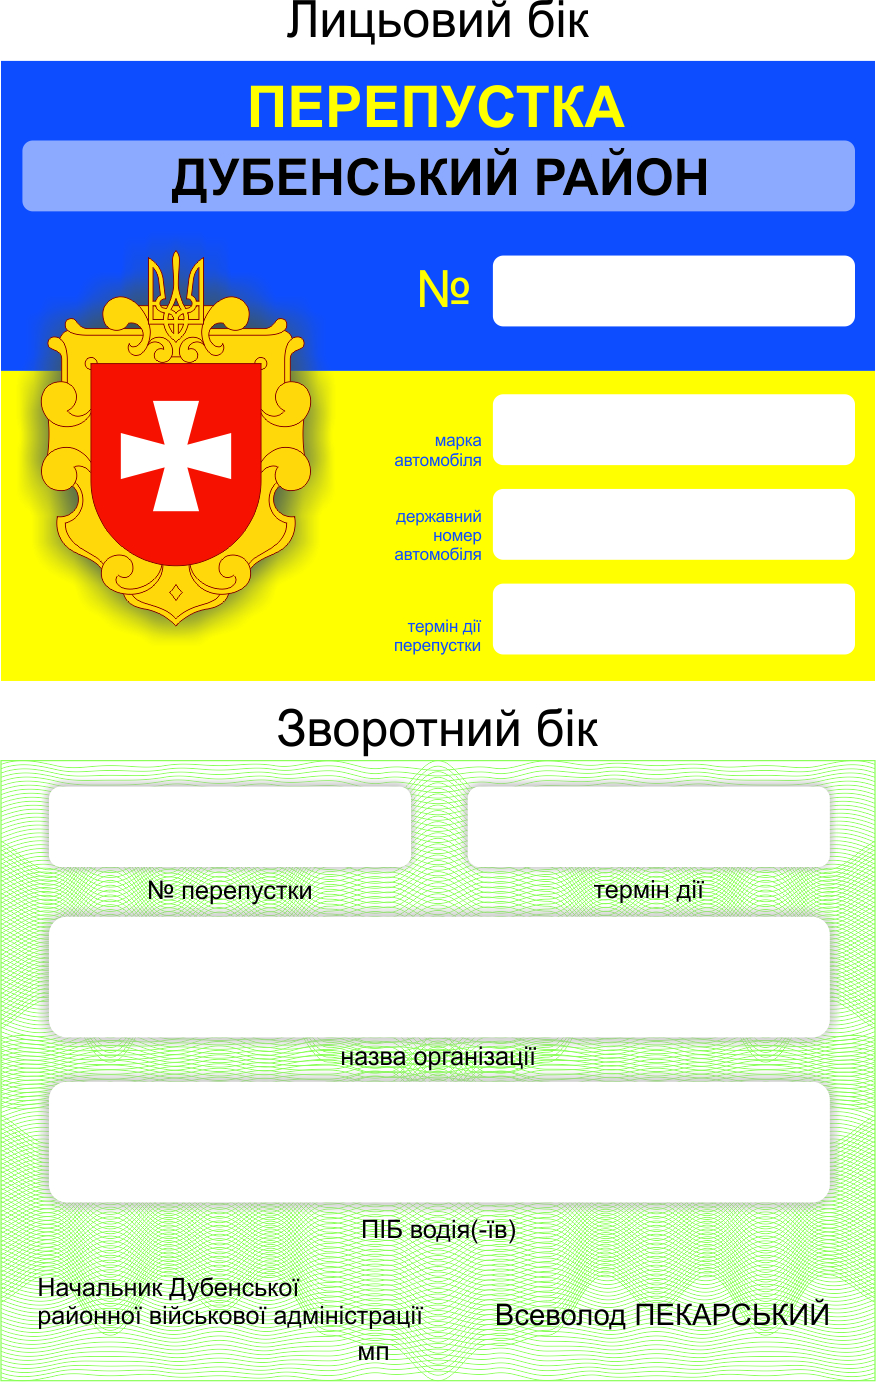 Лицьовий бік
ПЕРЕПУСТКА
ДУБЕНСЬКИЙ РАЙОН
№
марка
автомобіля
державний
номер
автомобіля
термін дії
перепустки
Зворотний бік
№ перепустки
термін дії
назва організації
ПІБ водія(-їв)
Начальник Дубенської
районної військової адміністрації
Всеволод ПЕКАРСЬКИЙ
мп